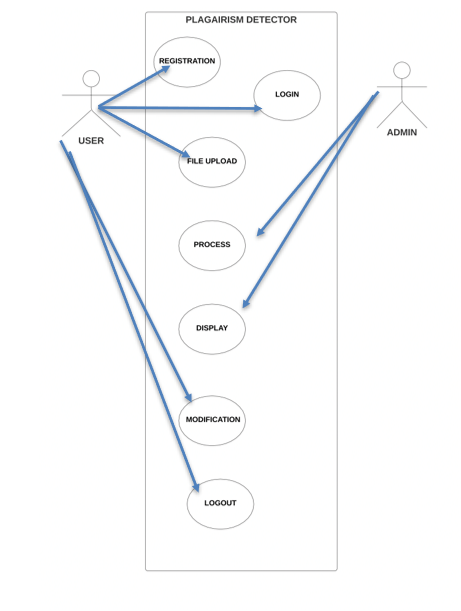 PLAGAIRISM DETECTOR
REGISTRATION
LOGIN
USER
ADMIN
FILE UPLOAD
PROCESS
DISPLAY
MODIFICATION
LOGOUT